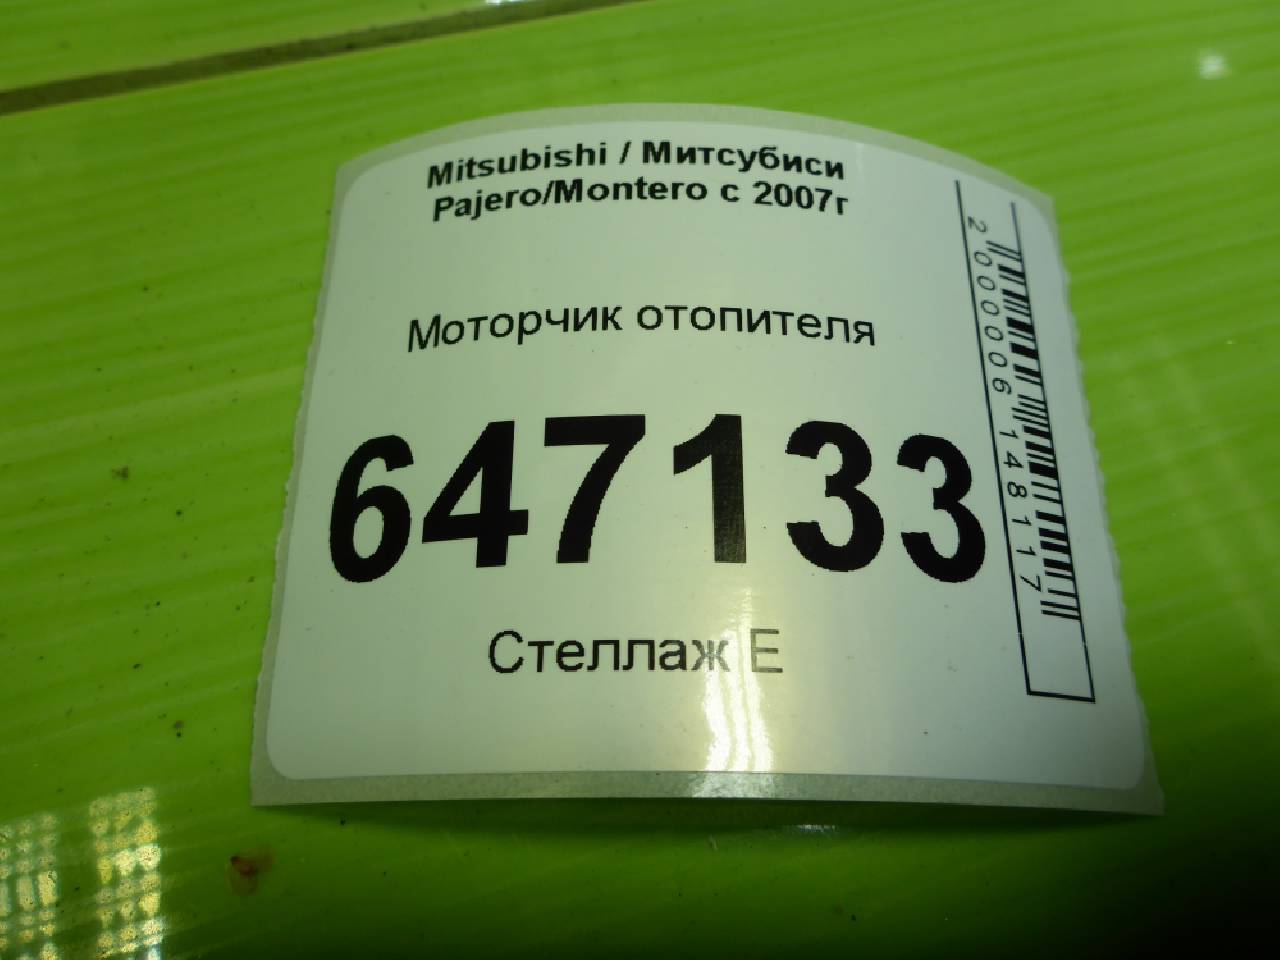 Mitsubishi / Митсубиси
Pajero/Montero с 2007г
Моторчик отопителя
647133
Стеллаж Е
2000006148117